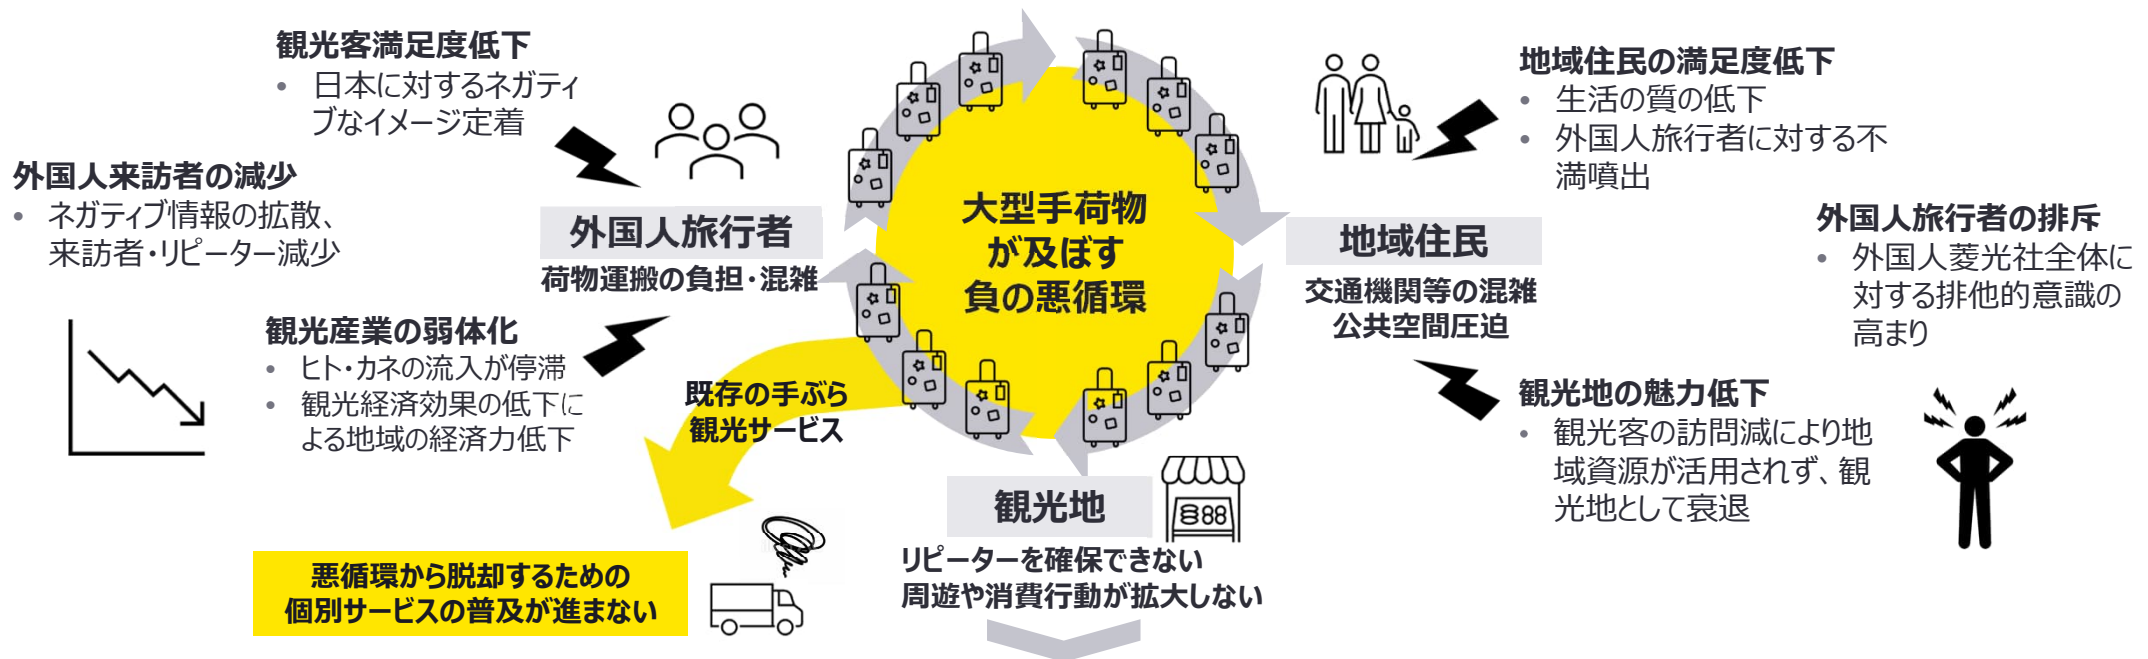 観光客満足度低下
• 日本に対するネガティ
ブなイメージ定着
外国人来訪者の減少
• ネガティブ情報の拡散、
来訪者・リピーター減少
外国人旅行者
荷物運搬の負担・混雑
観光産業の弱体化
• ヒト・カネの流入が停滞
• 観光経済効果の低下に
よる地域の経済力低下
大型手荷物
が及ぼす
負の悪循環
既存の手ぶら
観光サービス
悪循環から脱却するための
個別サービスの普及が進まない
観光地
88
リピーターを確保できない
周遊や消費行動が拡大しない
地域住民の満足度低下
• 生活の質の低下
• 外国人旅行者に対する不
満噴出
地域住民
交通機関等の混雑
公共空間圧迫
外国人旅行者の排斥
• 外国人菱光社全体に
対する排他的意識の
高まり
観光地の魅力低下
• 観光客の訪問減により地
域資源が活用されず、観
光地として衰退